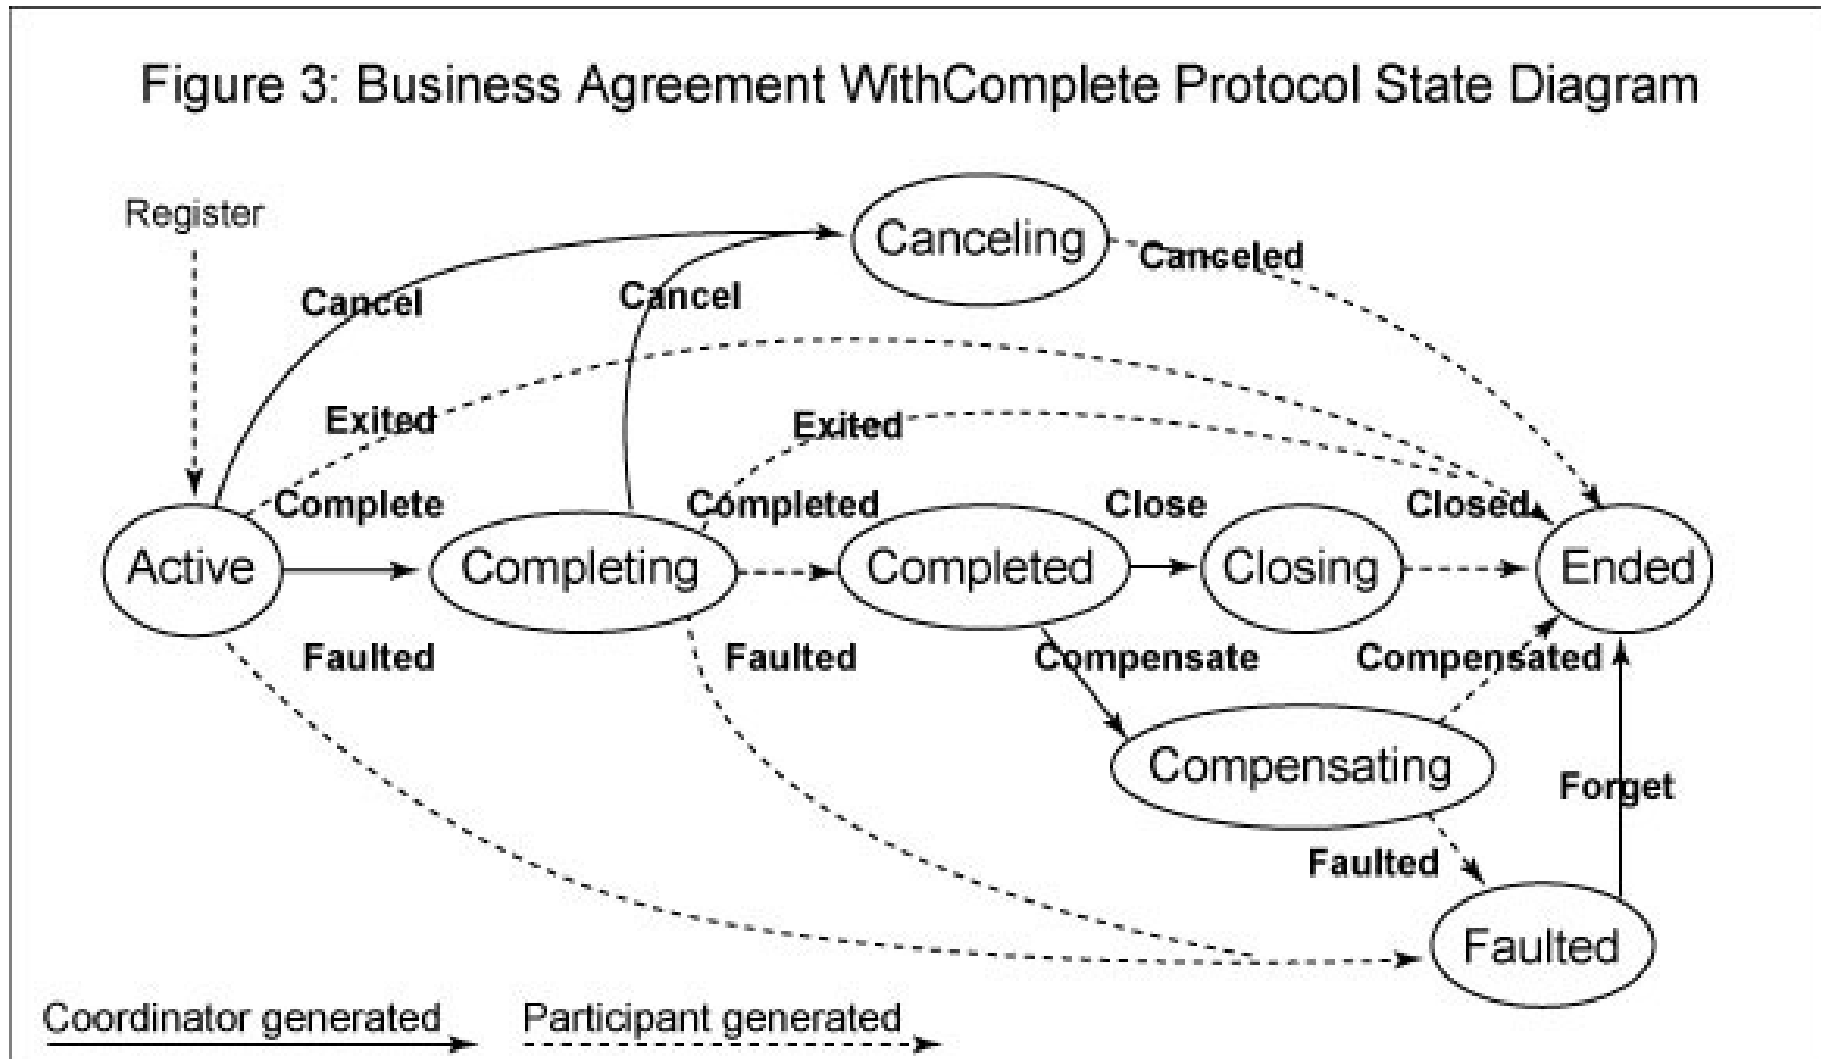 Figure 3: Business Agreement WithComplete Protocol State Diagram
Register
Canceling
Canceled
Cancel
Cancel
Exited
Exited
Complete
Completed
Close
Closed
Active
Completing
Completed
Closing
Ended
Faulted
Faulted
Compensate
Compensated
Compensating
Forget
Faulted
Faulted
Coordinator generated
Participant generated